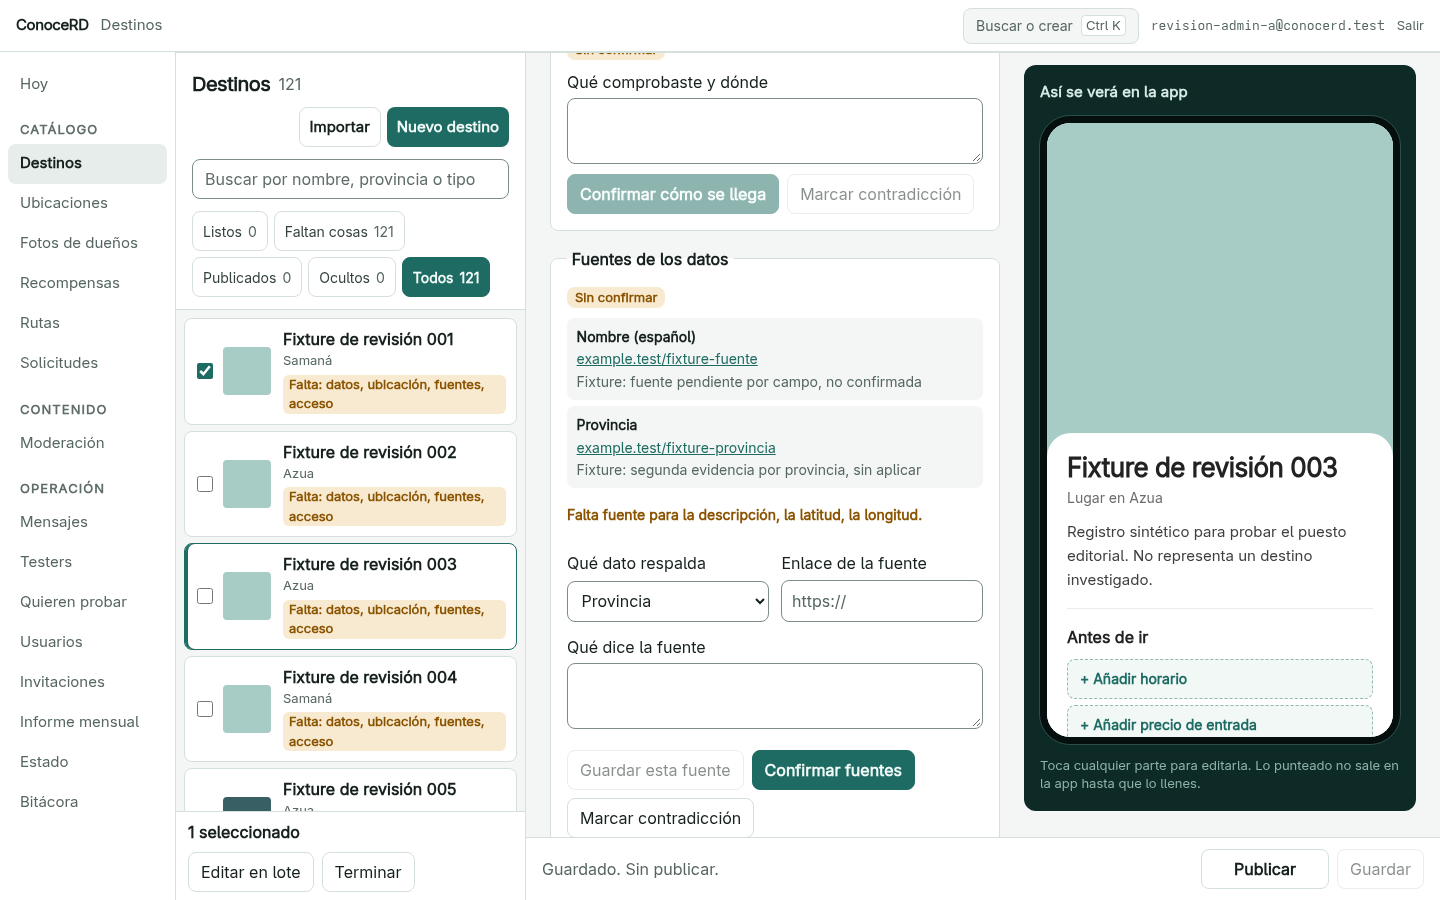 ConoceRD Destinos
Buscar o crear Ctrl K
revision-admin-a@conocerd.test
Salir
Hoy
CATÁLOGO
Destinos
Ubicaciones
Fotos de dueños
Recompensas
Rutas
Solicitudes
CONTENIDO
Moderación
OPERACIÓN
Mensajes
Testers
Quieren probar
Usuarios
Invitaciones
Informe mensual
Estado
Bitácora
Destinos 121
Importar
Nuevo destino
Buscar por nombre, provincia o tipo
Listos 0
Faltan cosas 121
Publicados 0
Ocultos 0
Todos 121
Fixture de revisión 001
Samaná
Falta: datos, ubicación, fuentes,
acceso
Fixture de revisión 002
Azua
Falta: datos, ubicación, fuentes,
acceso
Fixture de revisión 003
Azua
Falta: datos, ubicación, fuentes,
acceso
Fixture de revisión 004
Samaná
Falta: datos, ubicación, fuentes,
acceso
Fixture de revisión 005
Azua
1 seleccionado
Editar en lote
Terminar
Sin confirmar
Qué comprobaste y dónde
Confirmar cómo se llega
Marcar contradicción
Fuentes de los datos
Sin confirmar
Nombre (español)
example.test/fixture-fuente
Fixture: fuente pendiente por campo, no confirmada
Provincia
example.test/fixture-provincia
Fixture: segunda evidencia por provincia, sin aplicar
Falta fuente para la descripción, la latitud, la longitud.
Qué dato respalda
Enlace de la fuente
Provincia
https://
Qué dice la fuente
Guardar esta fuente
Confirmar fuentes
Marcar contradicción
Así se verá en la app
Fixture de revisión 003
Lugar en Azua
Registro sintético para probar el puesto
editorial. No representa un destino
investigado.
Antes de ir
+ Añadir horario
+ Añadir precio de entrada
Toca cualquier parte para editarla. Lo punteado no sale en
la app hasta que lo llenes.
Guardado. Sin publicar.
Publicar
Guardar